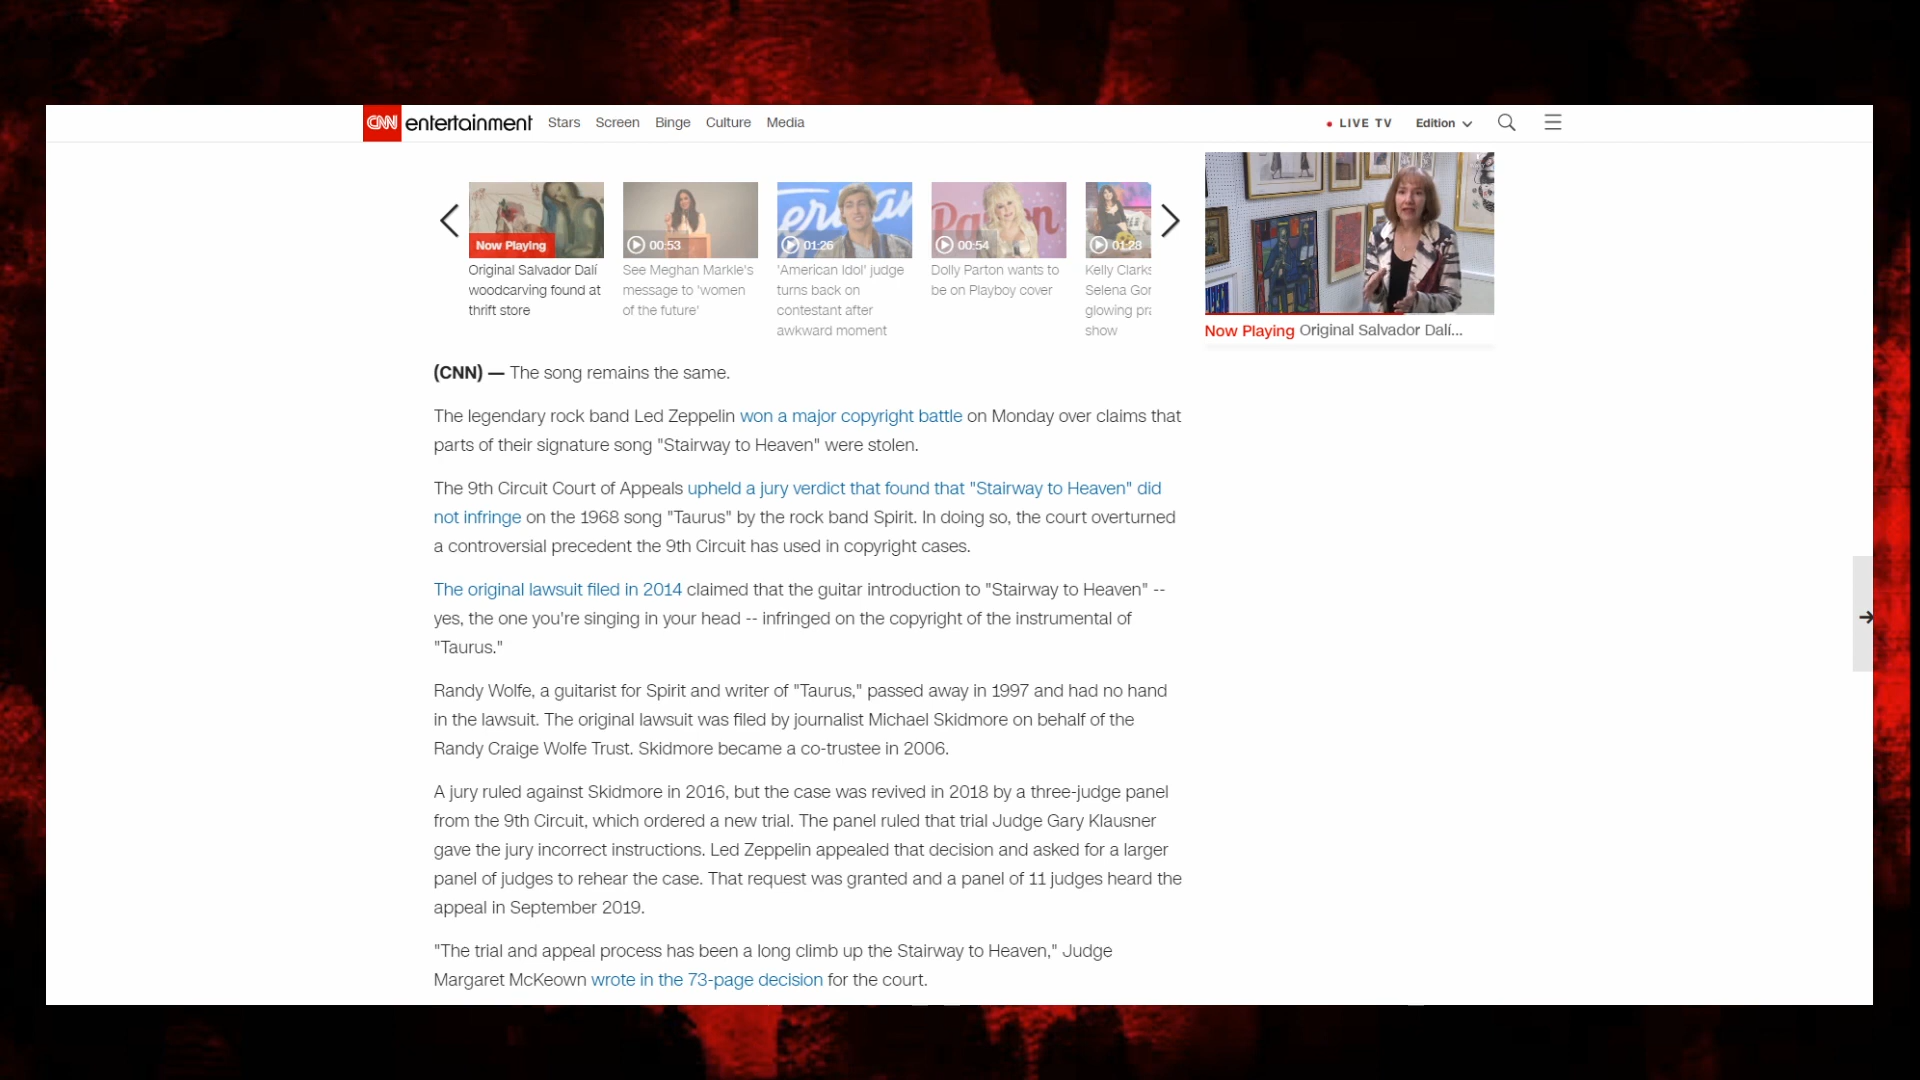 CNN entertainment Stars Screen Binge Culture Media
LIVE TV Edition
Now Playing
00:53
01:26
00:54
01:28
Original Salvador Dalí
woodcarving found at
thrift store
See Meghan Markle's
message to 'women
of the future'
'American Idol' judge
turns back on
contestant after
awkward moment
Dolly Parton wants to
be on Playboy cover
Kelly Clarks
Selena Gor
glowing pra
show
Now Playing Original Salvador Dalí...
(CNN) — The song remains the same.
The legendary rock band Led Zeppelin won a major copyright battle on Monday over claims that
parts of their signature song "Stairway to Heaven" were stolen.
The 9th Circuit Court of Appeals upheld a jury verdict that found that "Stairway to Heaven" did
not infringe on the 1968 song "Taurus" by the rock band Spirit. In doing so, the court overturned
a controversial precedent the 9th Circuit has used in copyright cases.
The original lawsuit filed in 2014 claimed that the guitar introduction to "Stairway to Heaven" --
yes, the one you're singing in your head -- infringed on the copyright of the instrumental of
"Taurus."
Randy Wolfe, a guitarist for Spirit and writer of "Taurus," passed away in 1997 and had no hand
in the lawsuit. The original lawsuit was filed by journalist Michael Skidmore on behalf of the
Randy Craige Wolfe Trust. Skidmore became a co-trustee in 2006.
A jury ruled against Skidmore in 2016, but the case was revived in 2018 by a three-judge panel
from the 9th Circuit, which ordered a new trial. The panel ruled that trial Judge Gary Klausner
gave the jury incorrect instructions. Led Zeppelin appealed that decision and asked for a larger
panel of judges to rehear the case. That request was granted and a panel of 11 judges heard the
appeal in September 2019.
"The trial and appeal process has been a long climb up the Stairway to Heaven," Judge
Margaret McKeown wrote in the 73-page decision for the court.